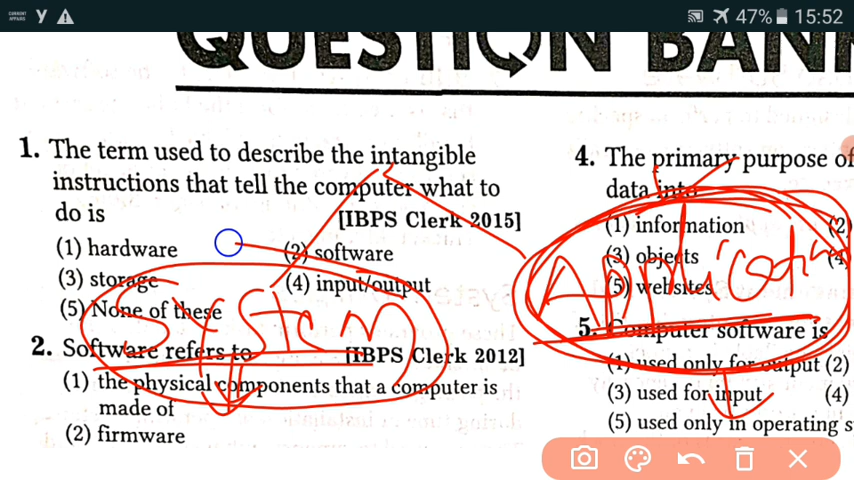 CURRENT AFFAIRS y 47% 15:52
QUESTION BAN
1. The term used to describe the intangible
instructions that tell the computer what to
do is
[IBPS Clerk 2015]
(1) hardware (2) software
(3) storage (4) input/output
(5) None of these
System
2. Software refers to [IBPS Clerk 2012]
(1) the physical components that a computer is
made of
(2) firmware
4. The primary purpose of
data into
(1) information (2)
(3) objects (4)
(5) websites
Application
5. Computer software is
(1) used only for output (2)
(3) used for input (4)
(5) used only in operating s